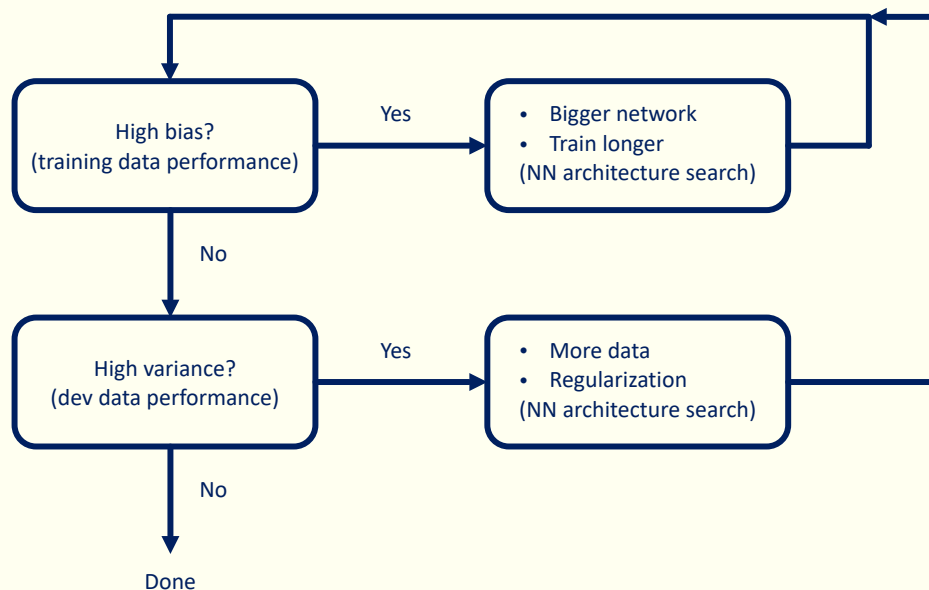 High bias?
(training data performance)
Yes
• Bigger network
• Train longer
(NN architecture search)
No
High variance?
(dev data performance)
Yes
• More data
• Regularization
(NN architecture search)
No
Done